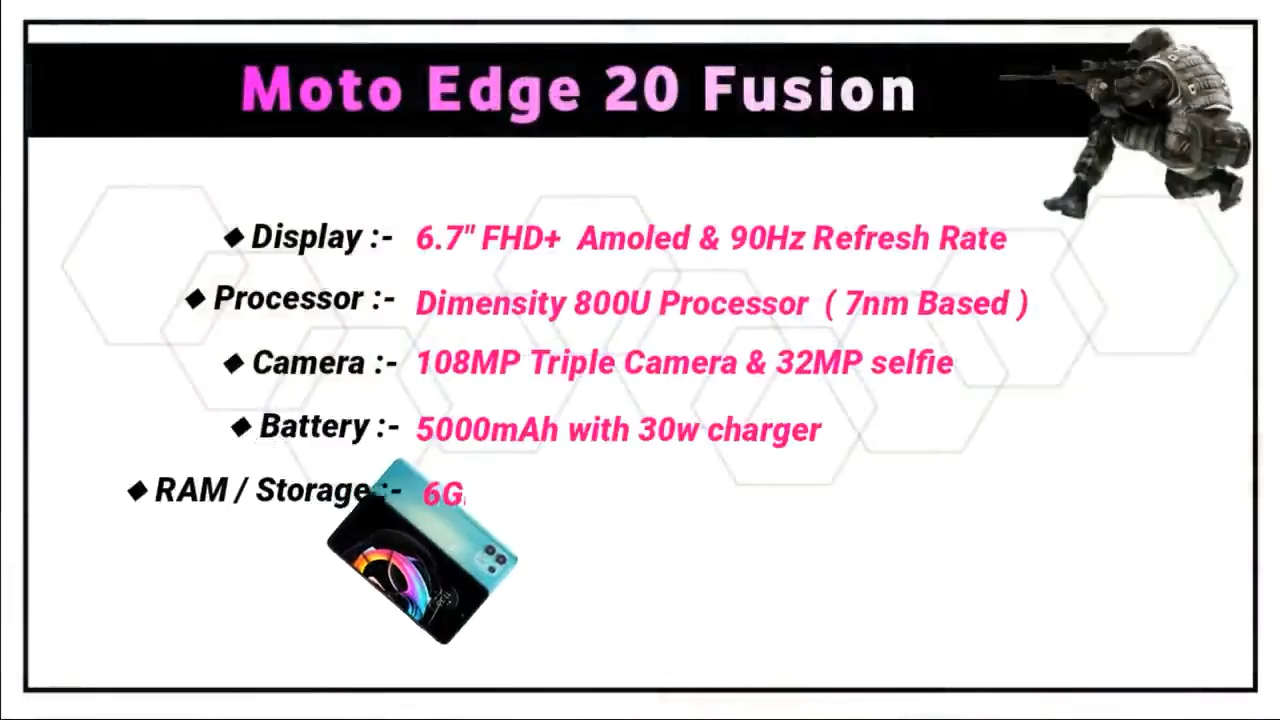 Moto Edge 20 Fusion
◆ Display :- 6.7" FHD+ Amoled & 90Hz Refresh Rate
◆ Processor :- Dimensity 800U Processor ( 7nm Based )
◆ Camera :- 108MP Triple Camera & 32MP selfie
◆ Battery :- 5000mAh with 30w charger
◆ RAM / Storage :- 6G